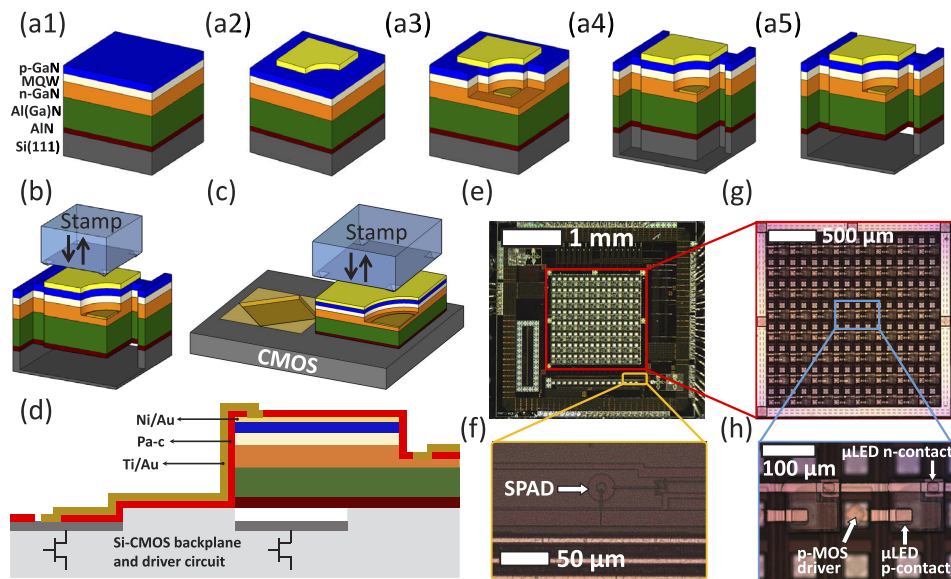 (a1)
(a2)
(a3)
(a4)
(a5)
p-GaN
MQW
n-GaN
Al(Ga)N
AlN
Si(111)
(b)
Stamp
(c)
Stamp
CMOS
(e)
1 mm
(g)
500 µm
(d)
Ni/Au
Pa-c
Ti/Au
Si-CMOS backplane
and driver circuit
(f)
SPAD
50 µm
(h)
100 µm
µLED n-contact
p-MOS
driver
µLED
p-contact